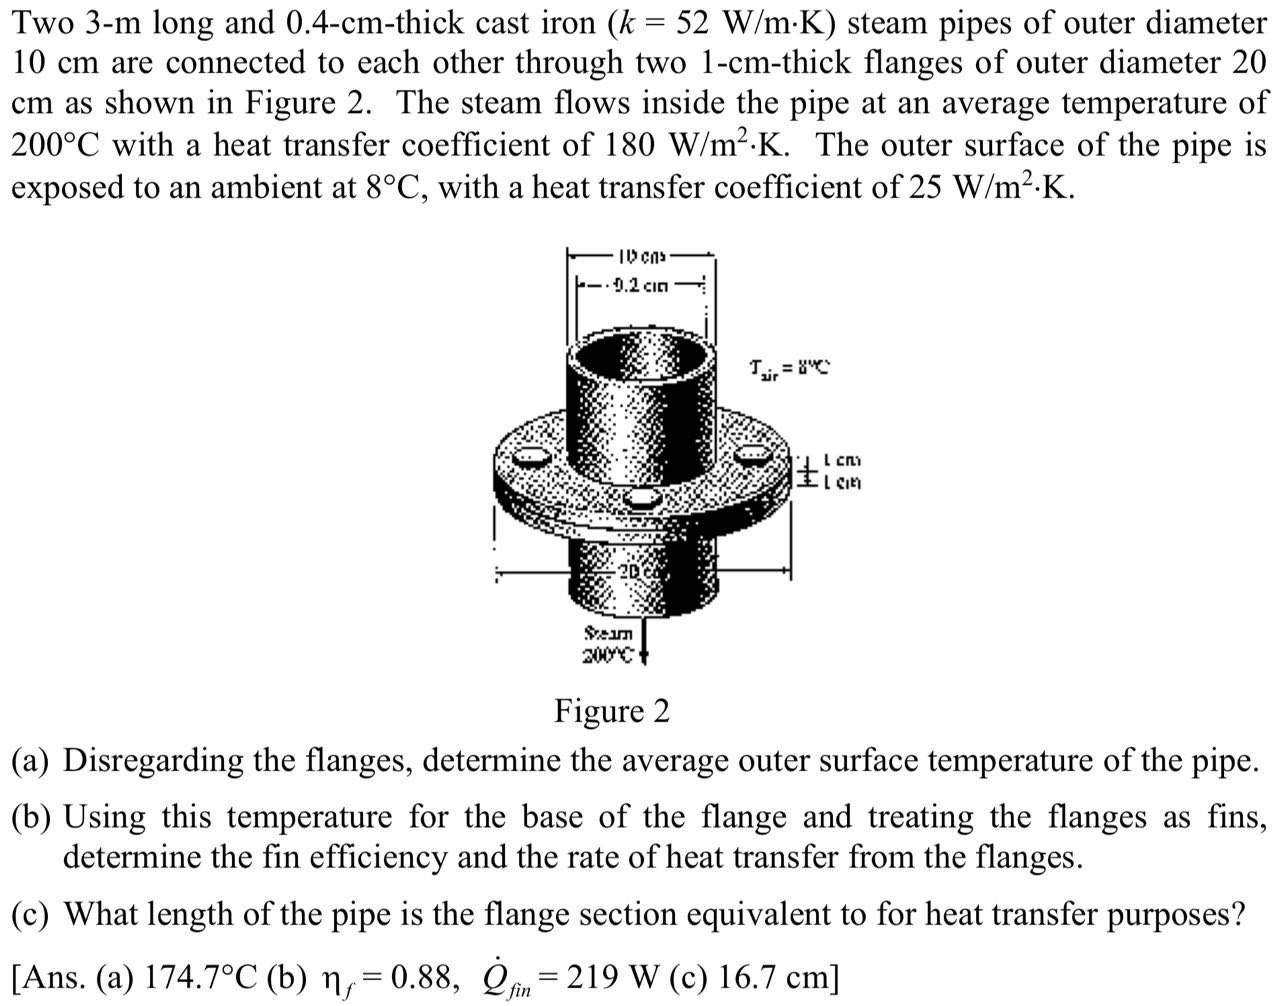 Two 3-m long and 0.4-cm-thick cast iron (k = 52 W/m·K) steam pipes of outer diameter
10 cm are connected to each other through two 1-cm-thick flanges of outer diameter 20
cm as shown in Figure 2. The steam flows inside the pipe at an average temperature of
200°C with a heat transfer coefficient of 180 W/m²·K. The outer surface of the pipe is
exposed to an ambient at 8°C, with a heat transfer coefficient of 25 W/m²·K.
10 cm
9.2 cm
T air = 8°C
1 cm
1 cm
20 cm
Steam
200°C
Figure 2
(a) Disregarding the flanges, determine the average outer surface temperature of the pipe.
(b) Using this temperature for the base of the flange and treating the flanges as fins,
determine the fin efficiency and the rate of heat transfer from the flanges.
(c) What length of the pipe is the flange section equivalent to for heat transfer purposes?
[Ans. (a) 174.7°C (b) η_f = 0.88, Q̇_fin = 219 W (c) 16.7 cm]